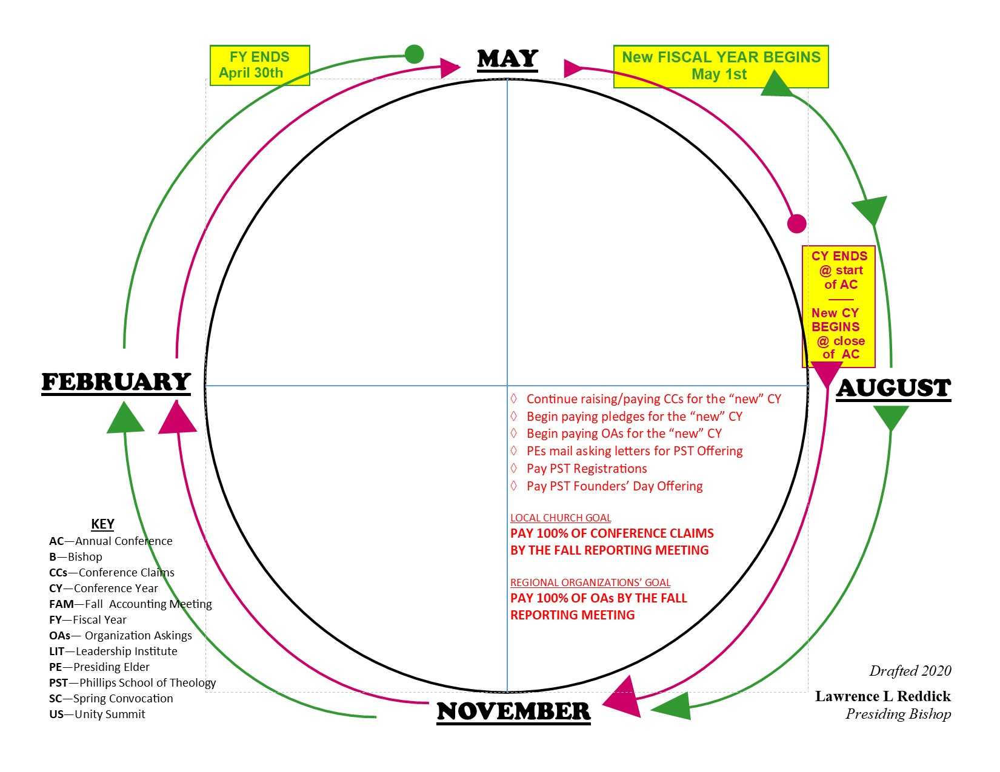 FY ENDS
April 30th
MAY
New FISCAL YEAR BEGINS
May 1st
CY ENDS
@ start
of AC
New CY
BEGINS
@ close
of  AC
FEBRUARY
AUGUST
◊ Continue raising/paying CCs for the “new” CY
◊ Begin paying pledges for the “new” CY
◊ Begin paying OAs for the “new” CY
◊ PEs mail asking letters for PST Offering
◊ Pay PST Registrations
◊ Pay PST Founders’ Day Offering
LOCAL CHURCH GOAL
PAY 100% OF CONFERENCE CLAIMS
BY THE FALL REPORTING MEETING
REGIONAL ORGANIZATIONS’ GOAL
PAY 100% OF OAs BY THE FALL
REPORTING MEETING
KEY
AC—Annual Conference
B—Bishop
CCs—Conference Claims
CY—Conference Year
FAM—Fall  Accounting Meeting
FY—Fiscal Year
OAs— Organization Askings
LIT—Leadership Institute
PE—Presiding Elder
PST—Phillips School of Theology
SC—Spring Convocation
US—Unity Summit
NOVEMBER
Drafted 2020
Lawrence L Reddick
Presiding Bishop